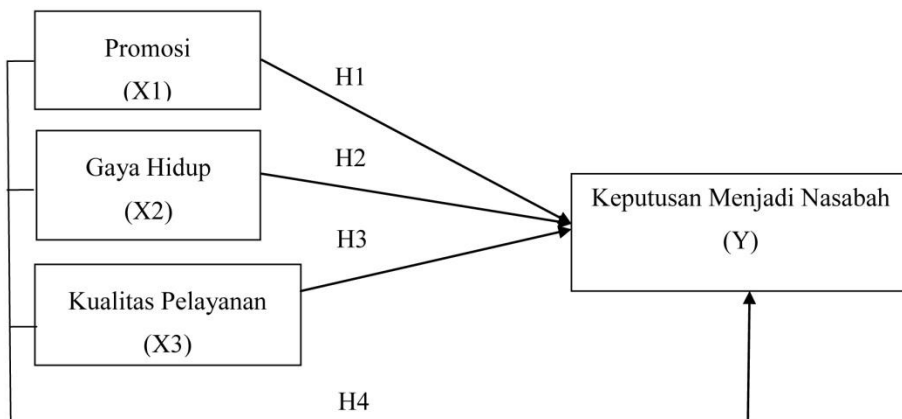 Promosi
(X1)
H1
Gaya Hidup
(X2)
H2
Keputusan Menjadi Nasabah
(Y)
H3
Kualitas Pelayanan
(X3)
H4